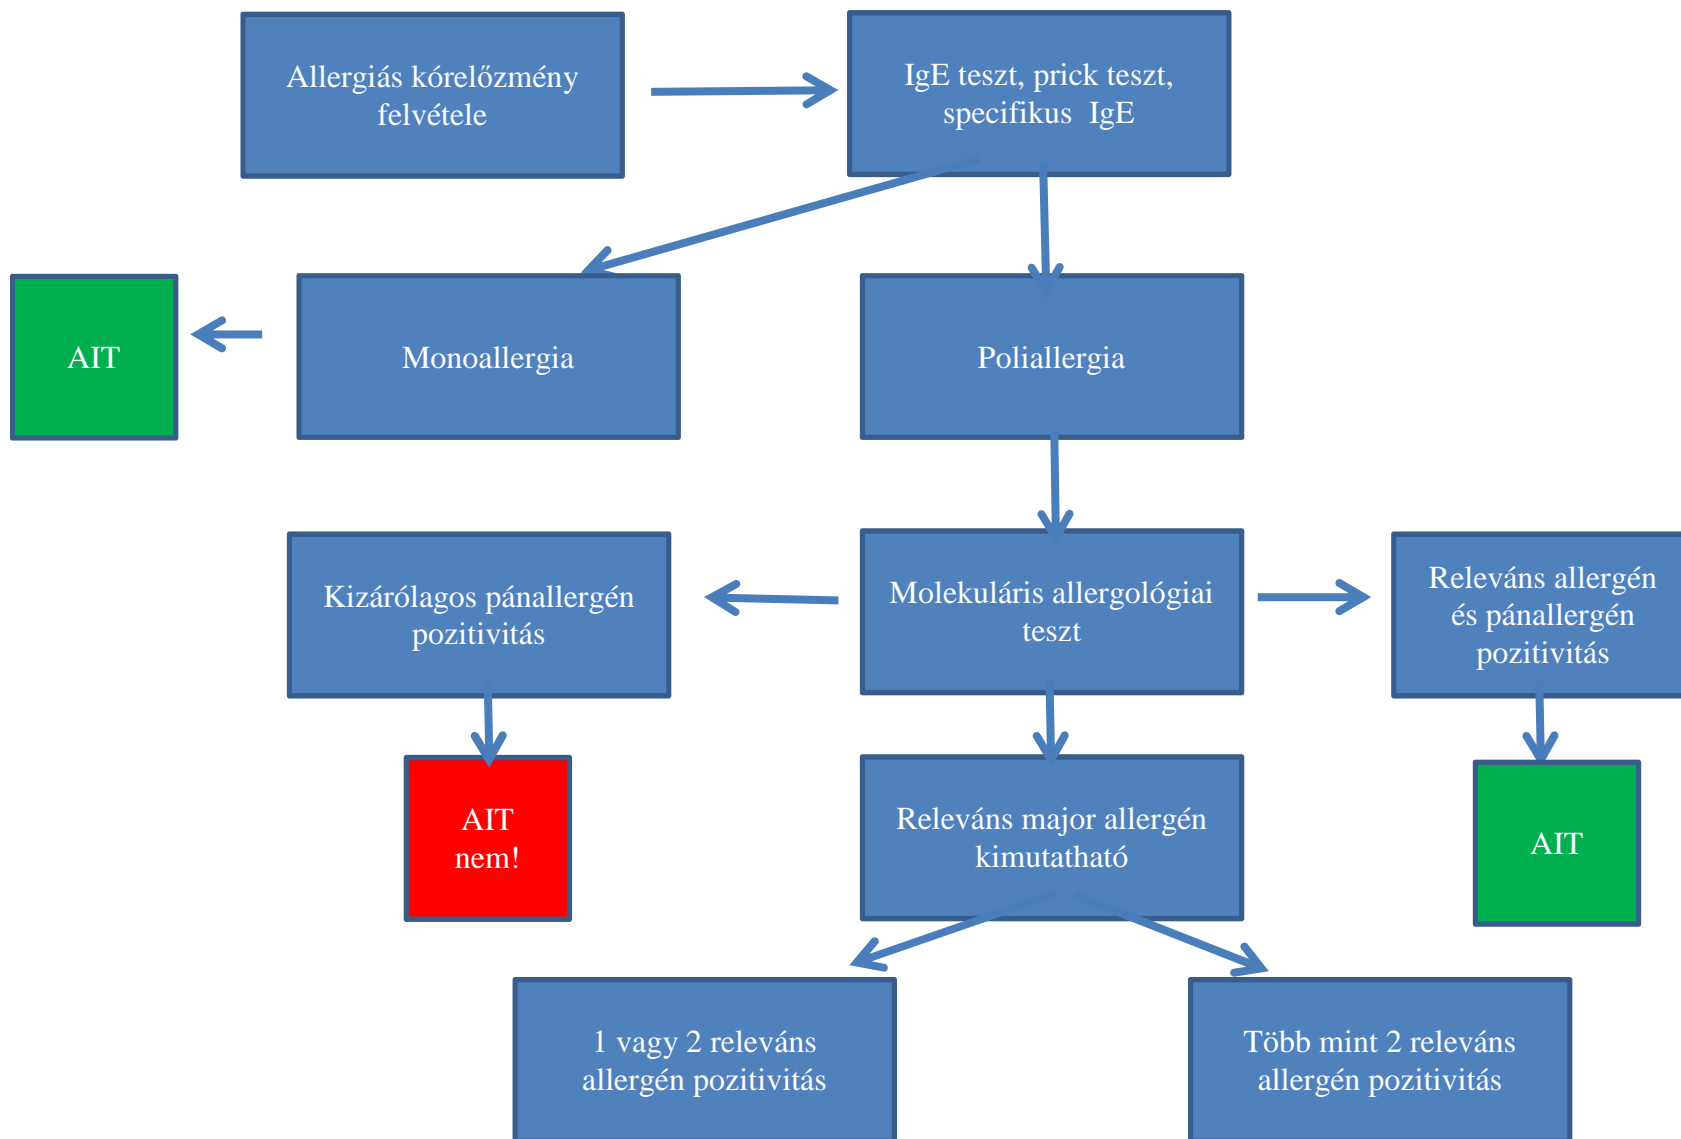 Allergiás kórelőzmény
felvétele
IgE teszt, prick teszt,
specifikus IgE
AIT
Monoallergia
Poliallergia
Kizárólagos pánallergén
pozitivitás
Molekuláris allergológiai
teszt
Releváns allergén
és pánallergén
pozitivitás
AIT
nem!
Releváns major allergén
kimutatható
AIT
1 vagy 2 releváns
allergén pozitivitás
Több mint 2 releváns
allergén pozitivitás